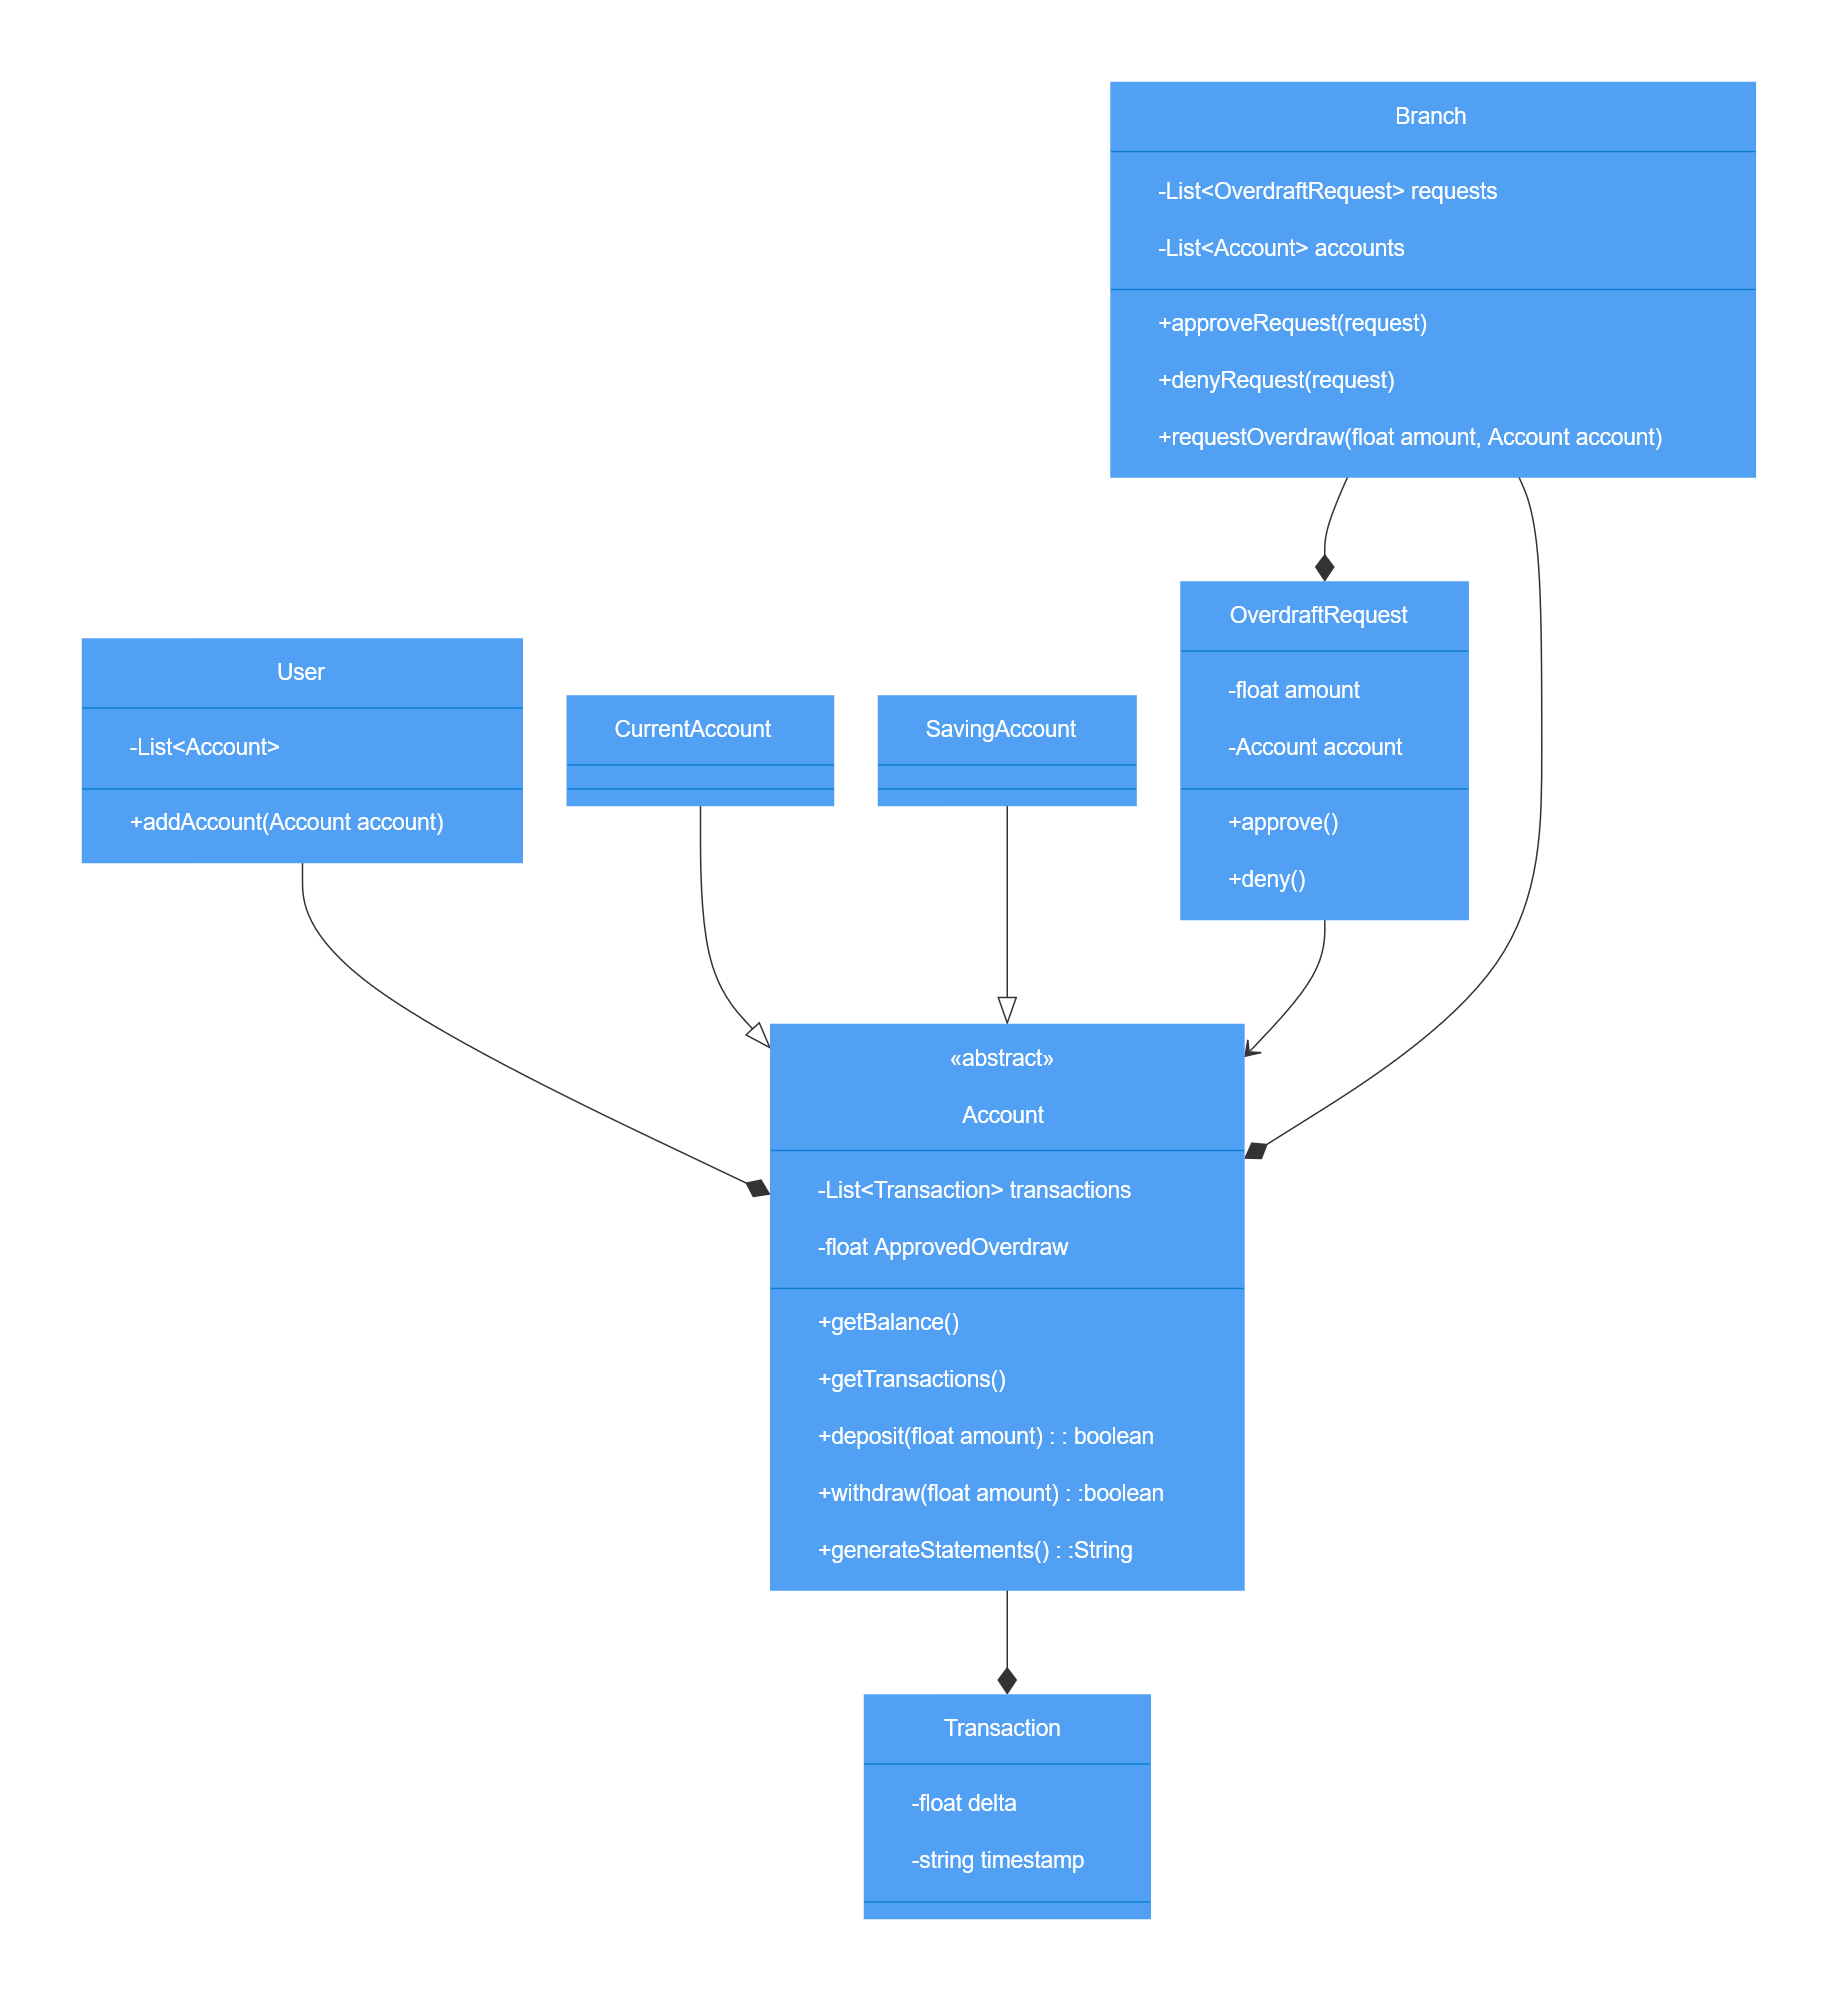 Branch
-List<OverdraftRequest> requests
-List<Account> accounts
+approveRequest(request)
+denyRequest(request)
+requestOverdraw(float amount, Account account)
OverdraftRequest
-float amount
-Account account
+approve()
+deny()
User
-List<Account>
+addAccount(Account account)
CurrentAccount
SavingAccount
«abstract»
Account
-List<Transaction> transactions
-float ApprovedOverdraw
+getBalance()
+getTransactions()
+deposit(float amount) : : boolean
+withdraw(float amount) : :boolean
+generateStatements() : :String
Transaction
-float delta
-string timestamp